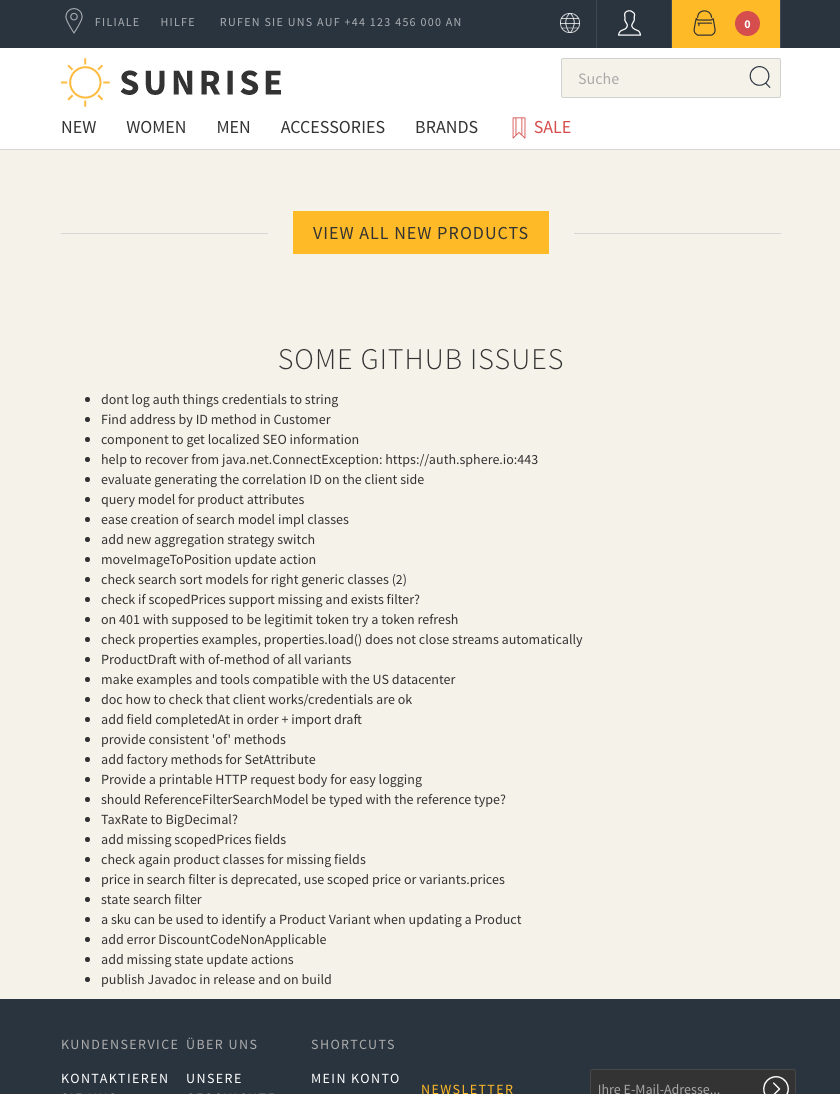 FILIALE HILFE RUFEN SIE UNS AUF +44 123 456 000 AN 0
SUNRISE
Suche
NEW WOMEN MEN ACCESSORIES BRANDS SALE
VIEW ALL NEW PRODUCTS
SOME GITHUB ISSUES
dont log auth things credentials to string
Find address by ID method in Customer
component to get localized SEO information
help to recover from java.net.ConnectException: https://auth.sphere.io:443
evaluate generating the correlation ID on the client side
query model for product attributes
ease creation of search model impl classes
add new aggregation strategy switch
moveImageToPosition update action
check search sort models for right generic classes (2)
check if scopedPrices support missing and exists filter?
on 401 with supposed to be legitimit token try a token refresh
check properties examples, properties.load() does not close streams automatically
ProductDraft with of-method of all variants
make examples and tools compatible with the US datacenter
doc how to check that client works/credentials are ok
add field completedAt in order + import draft
provide consistent 'of' methods
add factory methods for SetAttribute
Provide a printable HTTP request body for easy logging
should ReferenceFilterSearchModel be typed with the reference type?
TaxRate to BigDecimal?
add missing scopedPrices fields
check again product classes for missing fields
price in search filter is deprecated, use scoped price or variants.prices
state search filter
a sku can be used to identify a Product Variant when updating a Product
add error DiscountCodeNonApplicable
add missing state update actions
publish Javadoc in release and on build
KUNDENSERVICE ÜBER UNS SHORTCUTS
KONTAKTIEREN UNSERE MEIN KONTO
NEWSLETTER Ihre E-Mail-Adresse...